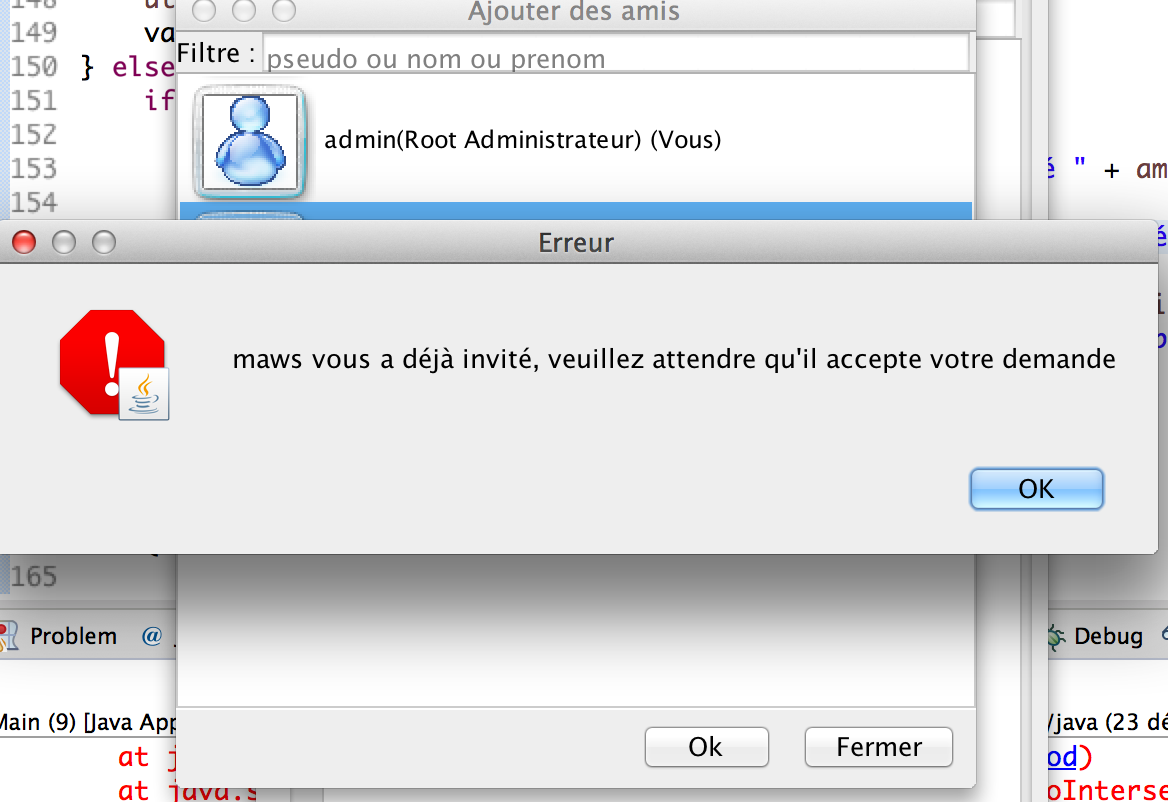 148
Ajouter des amis
149 va
Filtre : pseudo ou nom ou prenom
150 } else
151 if
152
admin(Root Administrateur) (Vous)
153 é " + am
154
Erreur
maws vous a déjà invité, veuillez attendre qu'il accepte votre demande
OK
165
Problem @ Debug
Main (9) [Java App /java (23 dé
at j od)
Ok Fermer
at java.s oInterse